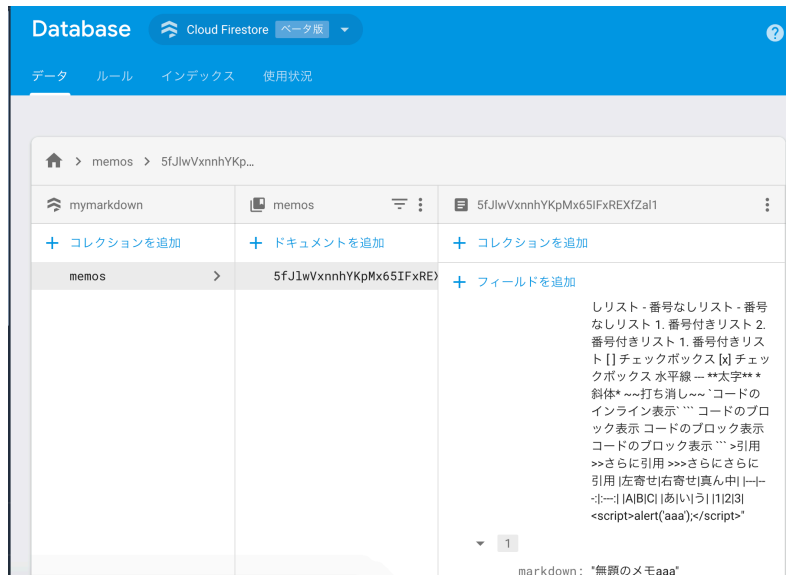 Database Cloud Firestore ベータ版
データ ルール インデックス 使用状況
memos > 5fJlwVxnnhYKp…
mymarkdown
memos
5fJlwVxnnhYKpMx65IFxREXfZal1
コレクションを追加
ドキュメントを追加
コレクションを追加
memos
5fJlwVxnnhYKpMx65IFxREX
フィールドを追加
しリスト - 番号なしリスト - 番号
なしリスト 1. 番号付きリスト 2.
番号付きリスト 1. 番号付きリス
ト [ ] チェックボックス [x] チェッ
クボックス 水平線 --- **太字** *
斜体* ~~打ち消し~~ `コードの
インライン表示` ``` コードのブロ
ック表示 コードのブロック表示
コードのブロック表示 ``` >引用
>>さらに引用 >>>さらにさらに
引用 |左寄せ|右寄せ|真ん中| |---|--
-:|:---:| |A|B|C| |あ|い|う| |1|2|3|
<script>alert('aaa');</script>"
1
markdown: "無題のメモaaa"